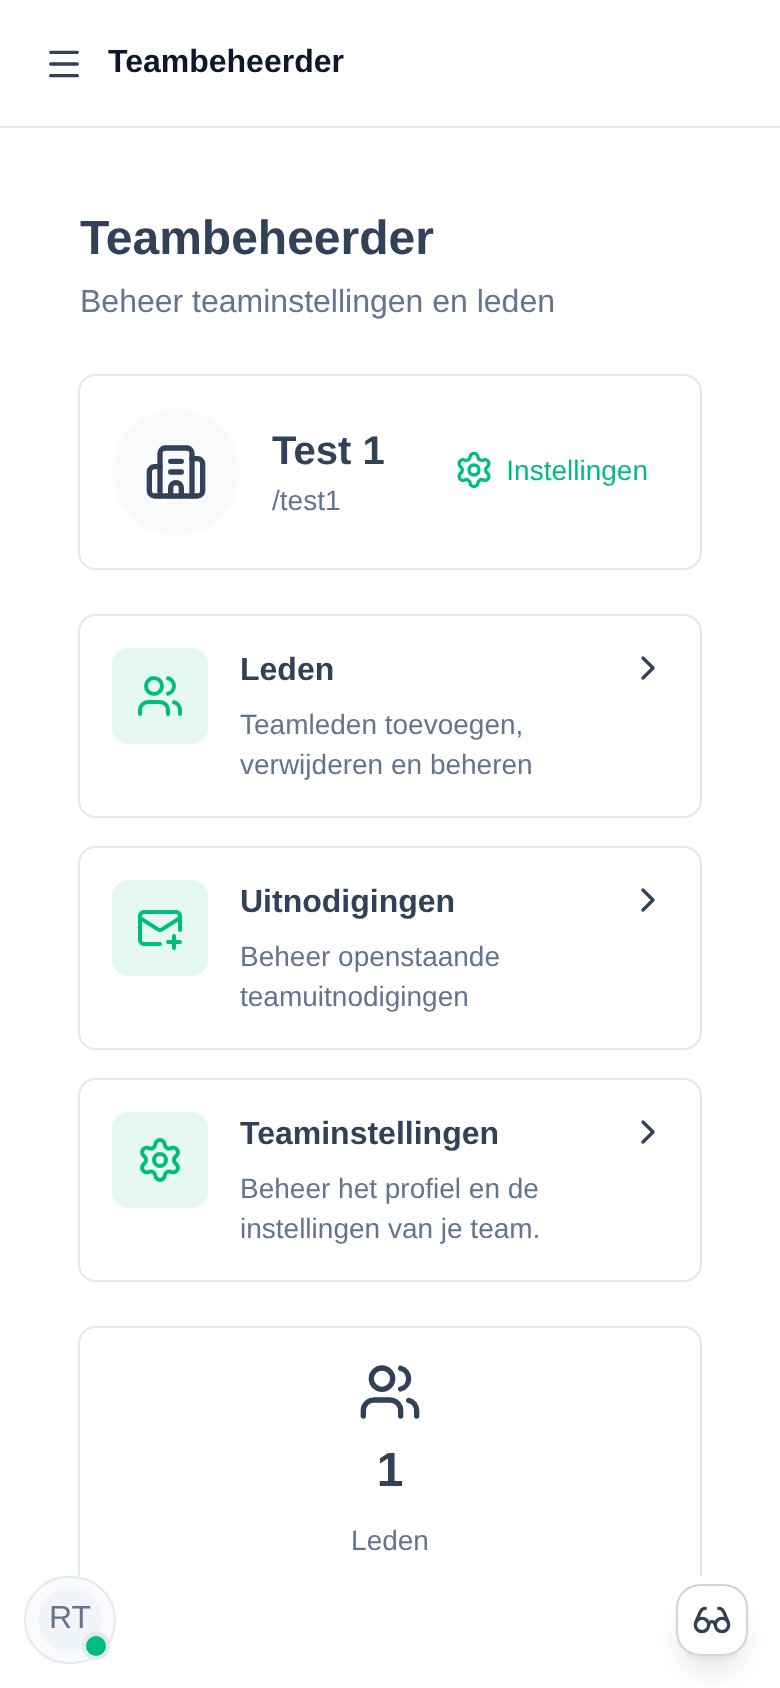 Teambeheerder
Teambeheerder
Beheer teaminstellingen en leden
Test 1
/test1
Instellingen
Leden
Teamleden toevoegen,
verwijderen en beheren
Uitnodigingen
Beheer openstaande
teamuitnodigingen
Teaminstellingen
Beheer het profiel en de
instellingen van je team.
1
Leden
RT